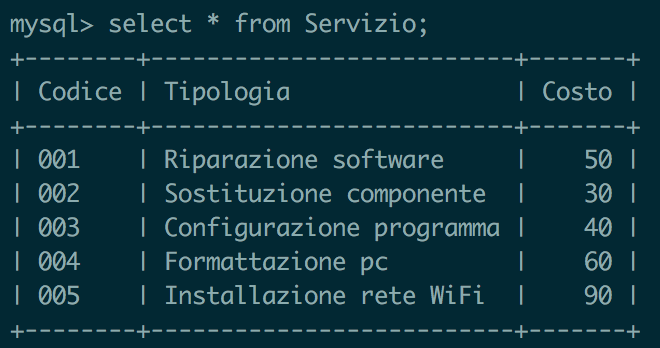 mysql> select * from Servizio;
+--------+--------------------------+-------+
| Codice | Tipologia                | Costo |
+--------+--------------------------+-------+
| 001    | Riparazione software     |    50 |
| 002    | Sostituzione componente  |    30 |
| 003    | Configurazione programma |    40 |
| 004    | Formattazione pc         |    60 |
| 005    | Installazione rete WiFi  |    90 |
+--------+--------------------------+-------+